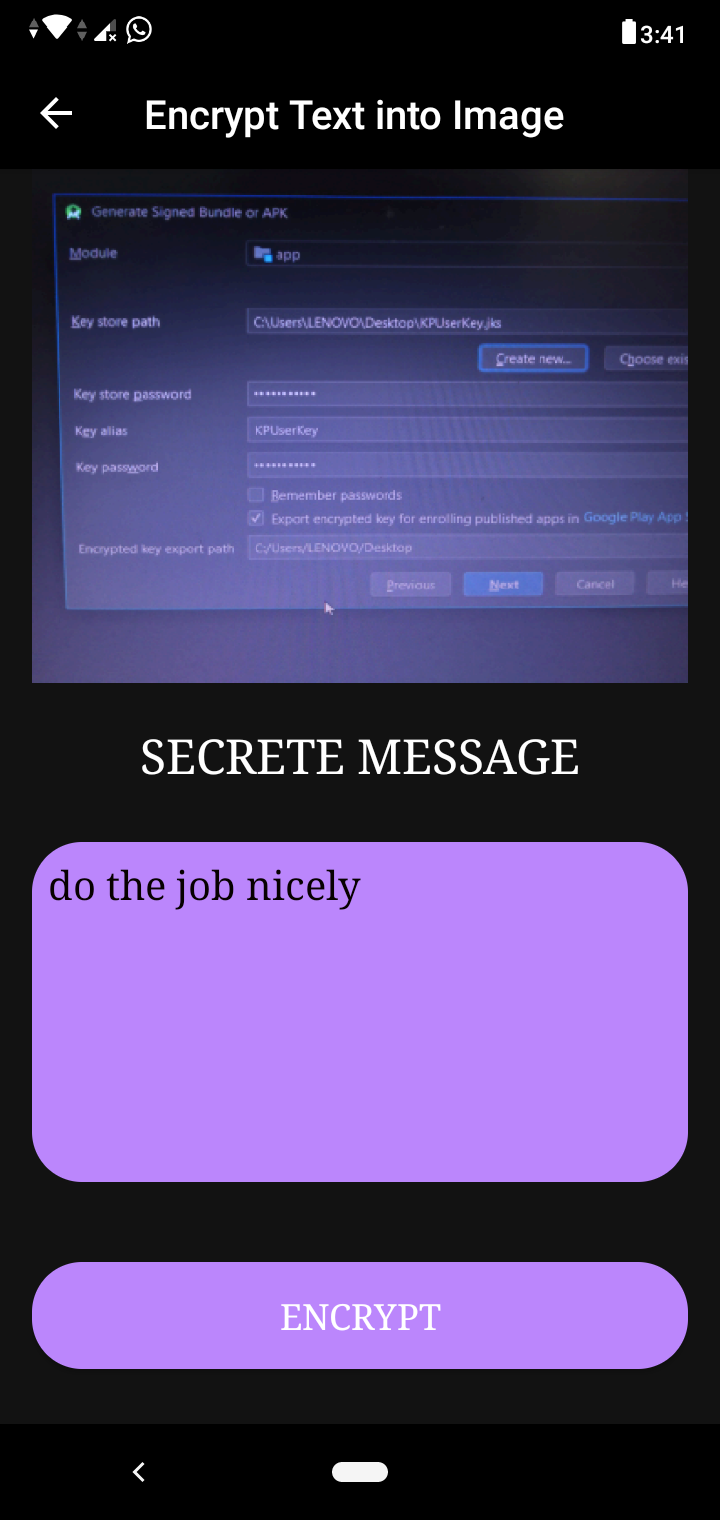 3:41
Encrypt Text into Image
Generate Signed Bundle or APK
Module
app
Key store path
C:\Users\LENOVO\Desktop\KPUserKey.jks
Create new...
Choose exis
Key store password
•••••••••••
Key alias
KPUserKey
Key password
•••••••••••
Remember passwords
Export encrypted key for enrolling published apps in Google Play App S
Encrypted key export path
C:/Users/LENOVO/Desktop
Previous
Next
Cancel
He
SECRETE MESSAGE
do the job nicely
ENCRYPT